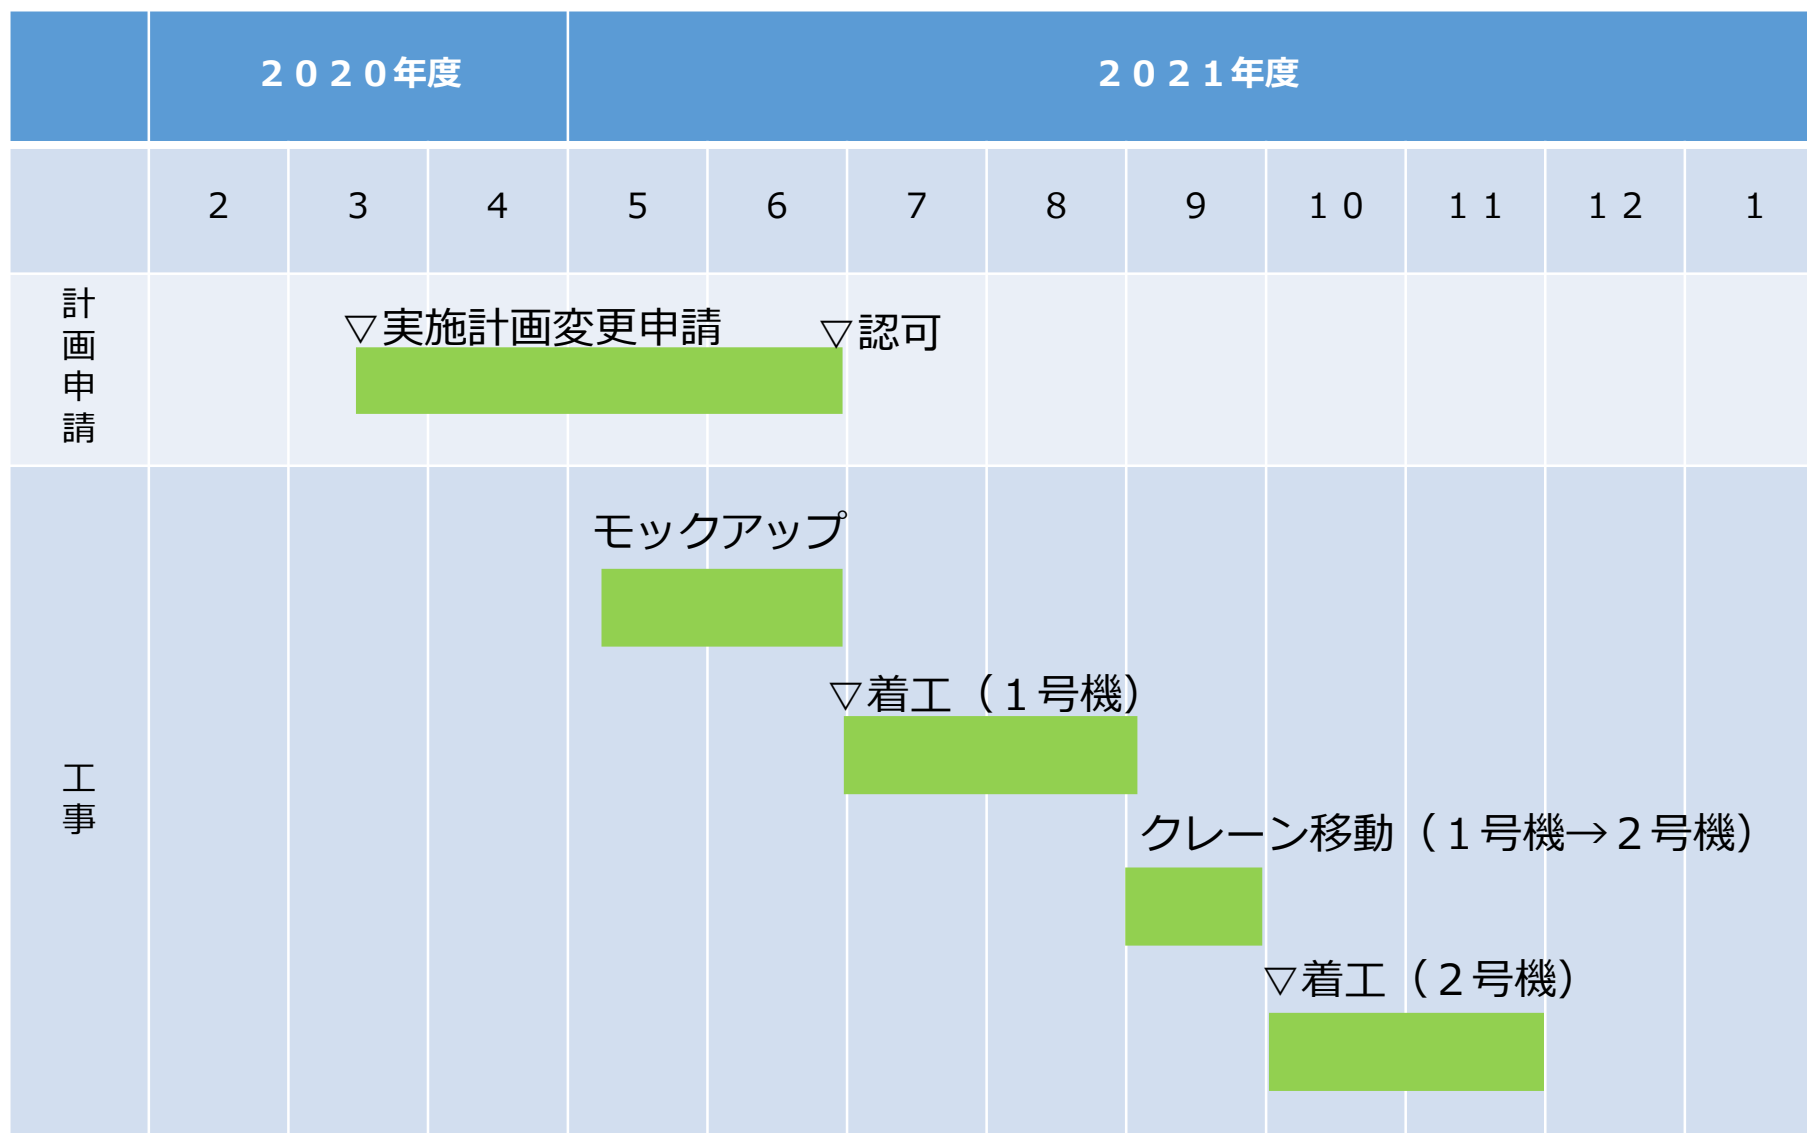 ２０２０年度 ２０２１年度
２ ３ ４ ５ ６ ７ ８ ９ １０ １１ １２ １
計画申請
▽実施計画変更申請 ▽認可
工事
モックアップ
▽着工（１号機）
クレーン移動（１号機→２号機）
▽着工（２号機）